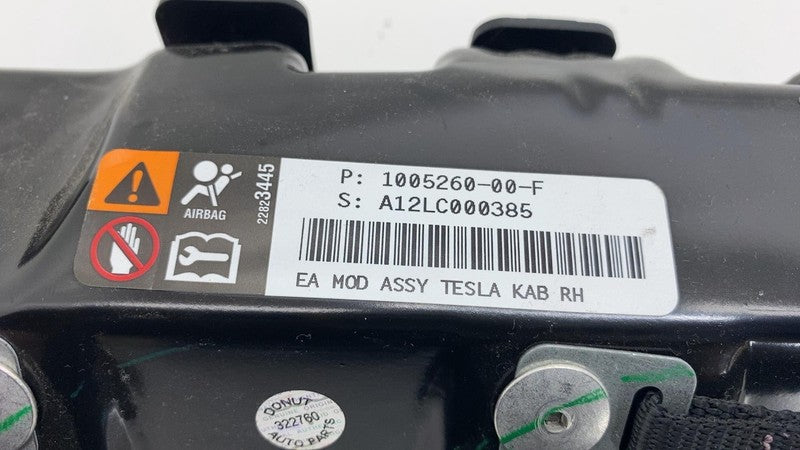 AIRBAG
22823445
P: 1005260-00-F
S: A12LC000385
EA MOD ASSY TESLA KAB RH
DONUT
322760
AUTO PARTS